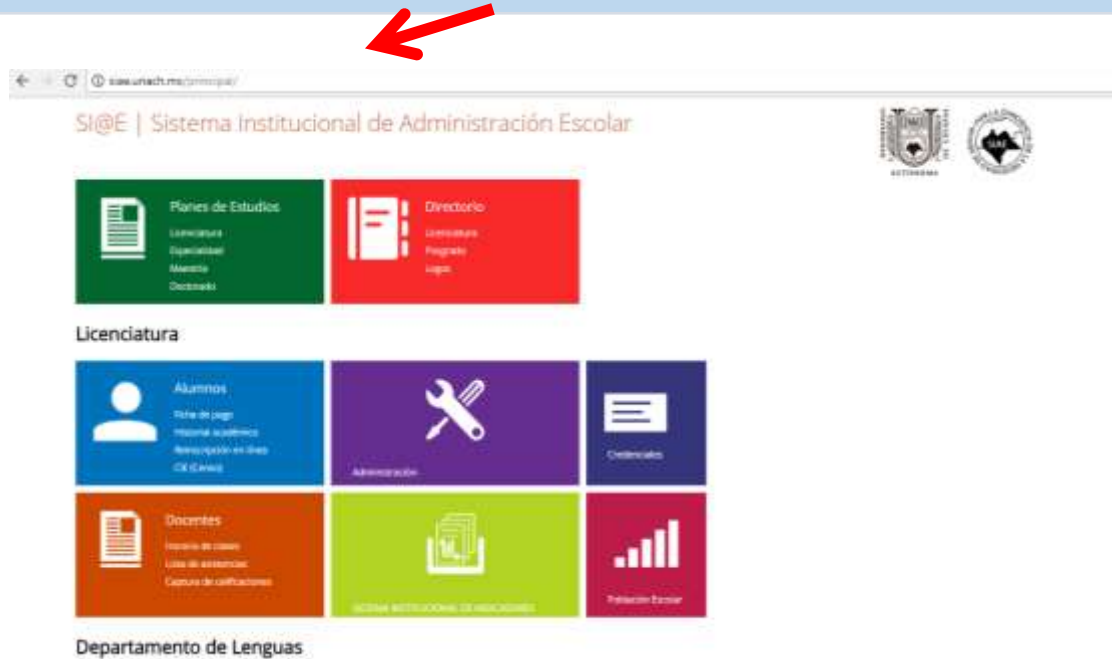 siae.unach.mx/principal/
SI@E | Sistema Institucional de Administración Escolar
AUTONOMA
SIAE
Planes de Estudios
Licenciatura
Especialidad
Maestría
Doctorado
Directorio
Licenciatura
Posgrado
Logos
Licenciatura
Alumnos
Ficha de pago
Historial académico
Reinscripción en línea
Administración
Credenciales
Docentes
Horario de clases
Lista de asistencias
Captura de calificaciones
SISTEMA INSTITUCIONAL DE INDICADORES
Población Escolar
Departamento de Lenguas